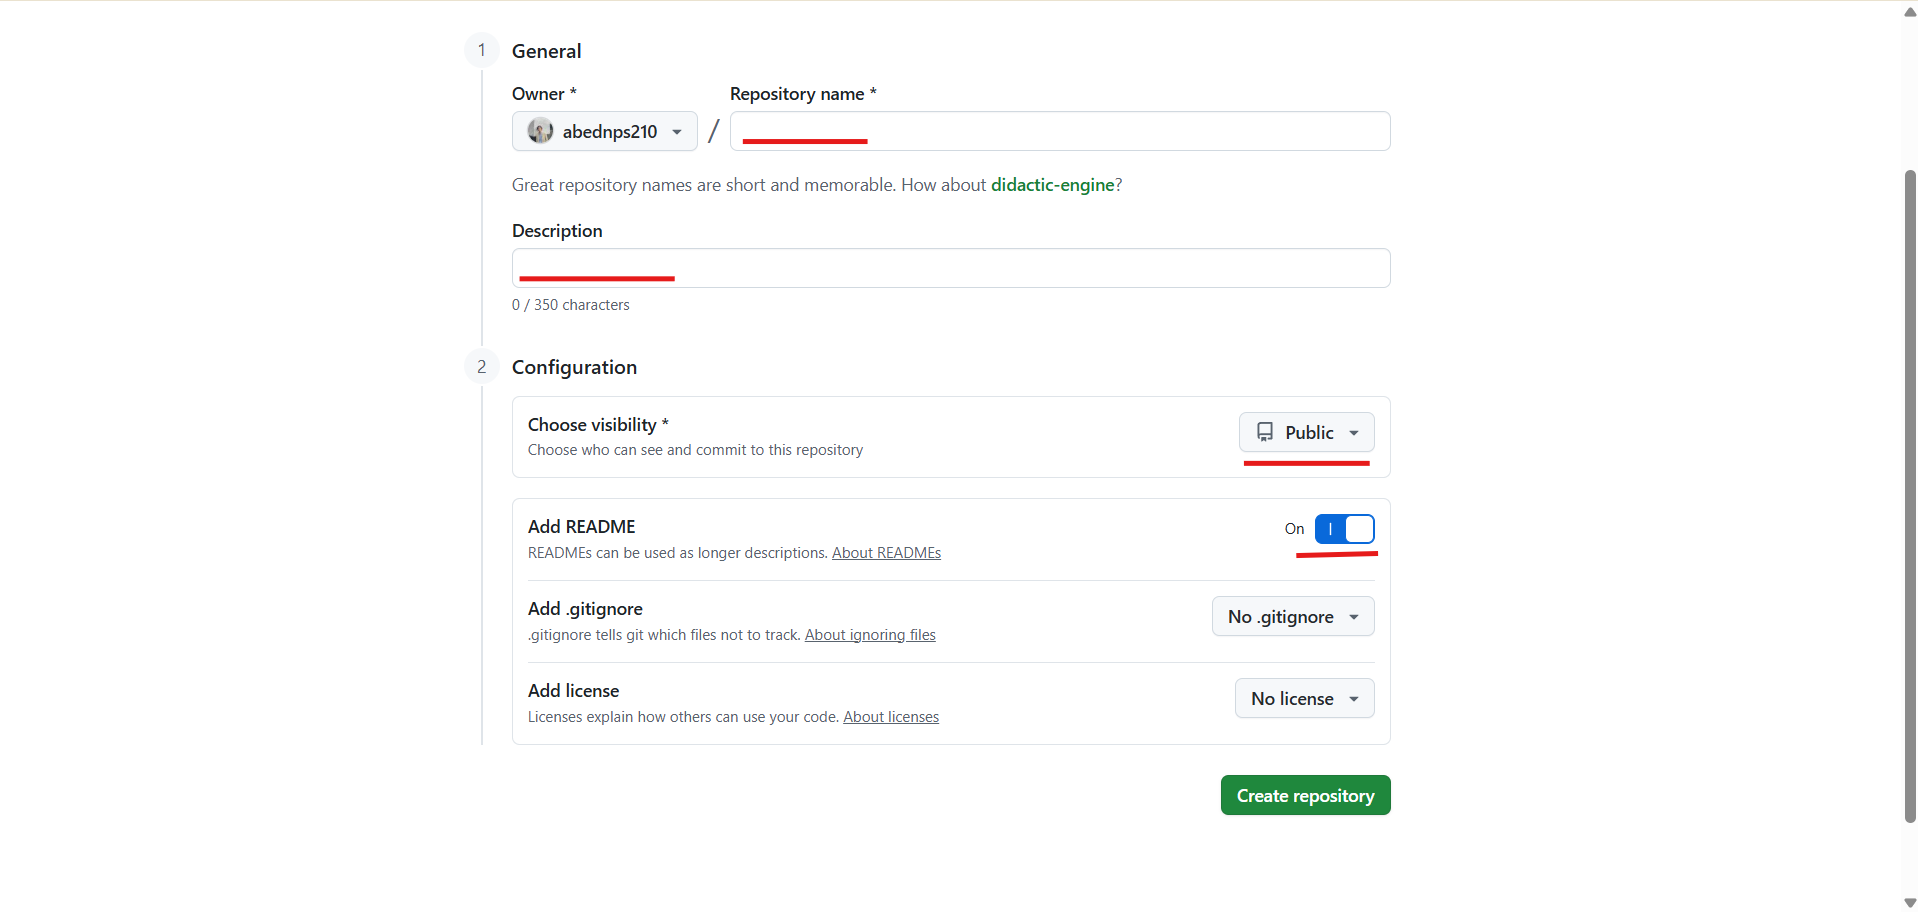 1 General
Owner * Repository name *
abednps210 /
Great repository names are short and memorable. How about didactic-engine?
Description
0 / 350 characters
2 Configuration
Choose visibility *
Public
Choose who can see and commit to this repository
Add README
On
READMEs can be used as longer descriptions. About READMEs
Add .gitignore
No .gitignore
.gitignore tells git which files not to track. About ignoring files
Add license
No license
Licenses explain how others can use your code. About licenses
Create repository